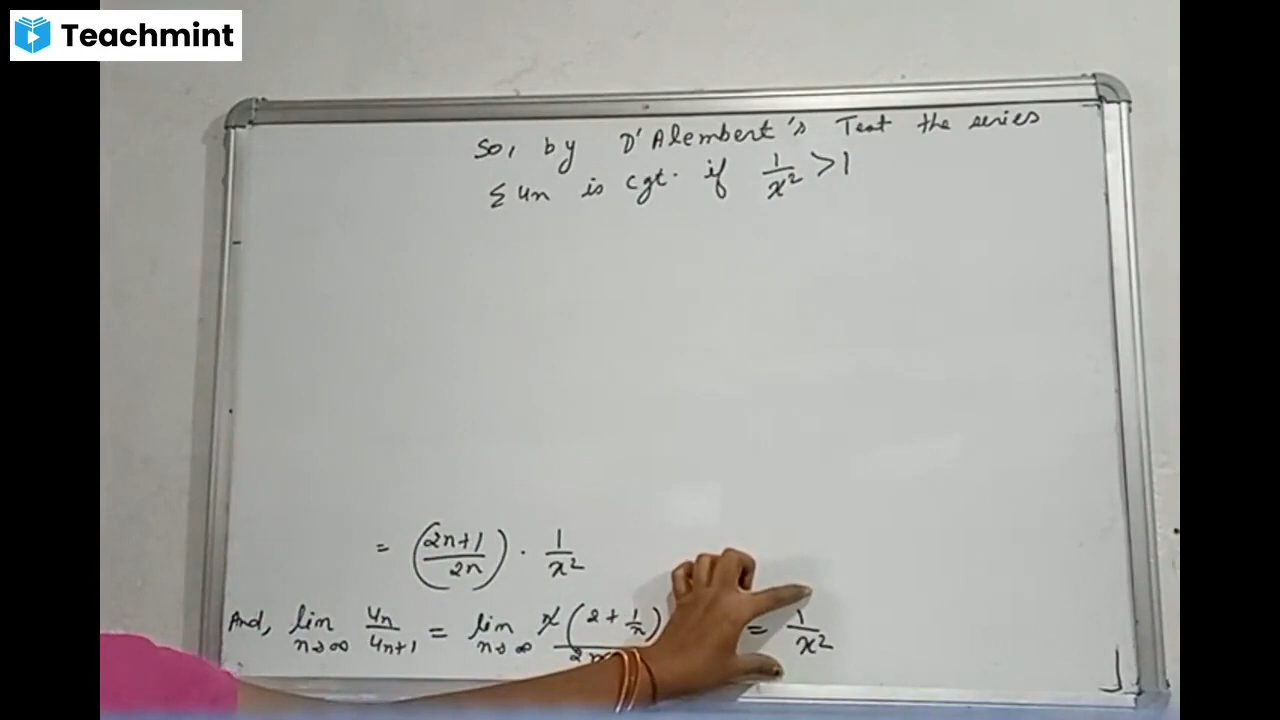 Teachmint
So, by D'Alembert's Test the series
Σ un is cgt. if 1/x² > 1
= ((2n+1)/2n) · 1/x²
And, lim n→∞ un/un+1 = lim n→∞ n(2 + 1/n)/2n = 1/x²